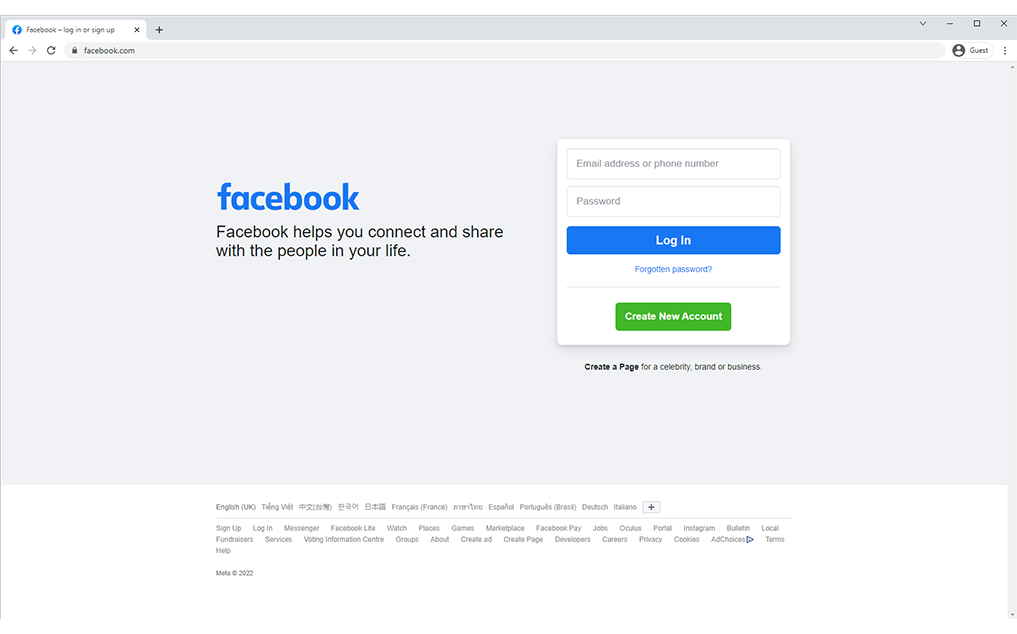 Facebook – log in or sign up
facebook.com
Guest
facebook
Facebook helps you connect and share
with the people in your life.
Email address or phone number
Password
Log In
Forgotten password?
Create New Account
Create a Page for a celebrity, brand or business.
English (UK) Tiếng Việt 中文(台灣) 한국어 日本語 Français (France) ภาษาไทย Español Português (Brasil) Deutsch Italiano +
Sign Up Log In Messenger Facebook Lite Watch Places Games Marketplace Facebook Pay Jobs Oculus Portal Instagram Bulletin Local
Fundraisers Services Voting Information Centre Groups About Create ad Create Page Developers Careers Privacy Cookies AdChoices Terms
Help
Meta © 2022